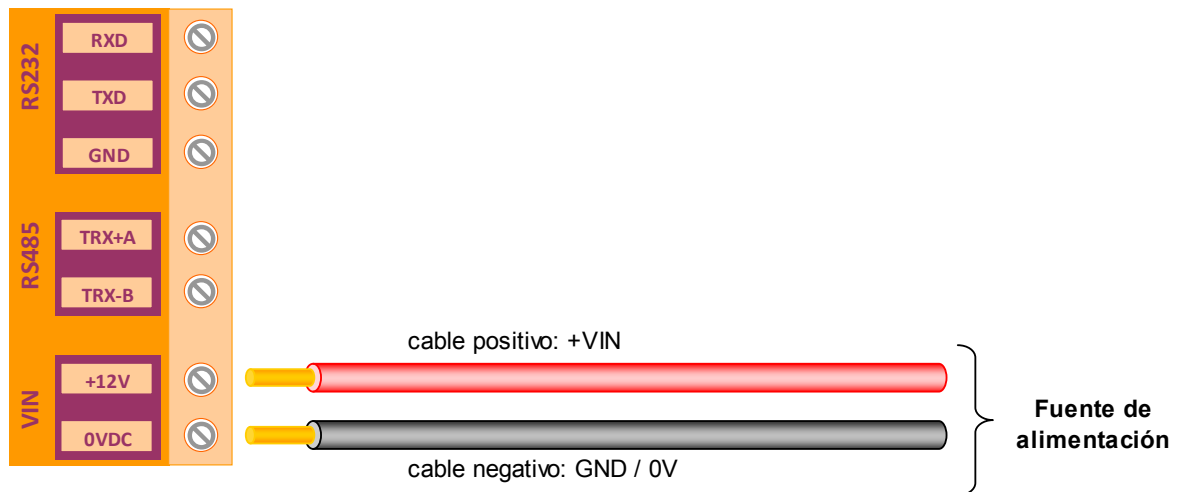 RS232
RXD
TXD
GND
RS485
TRX+A
TRX-B
VIN
+12V
0VDC
cable positivo: +VIN
cable negativo: GND / 0V
Fuente de
alimentación